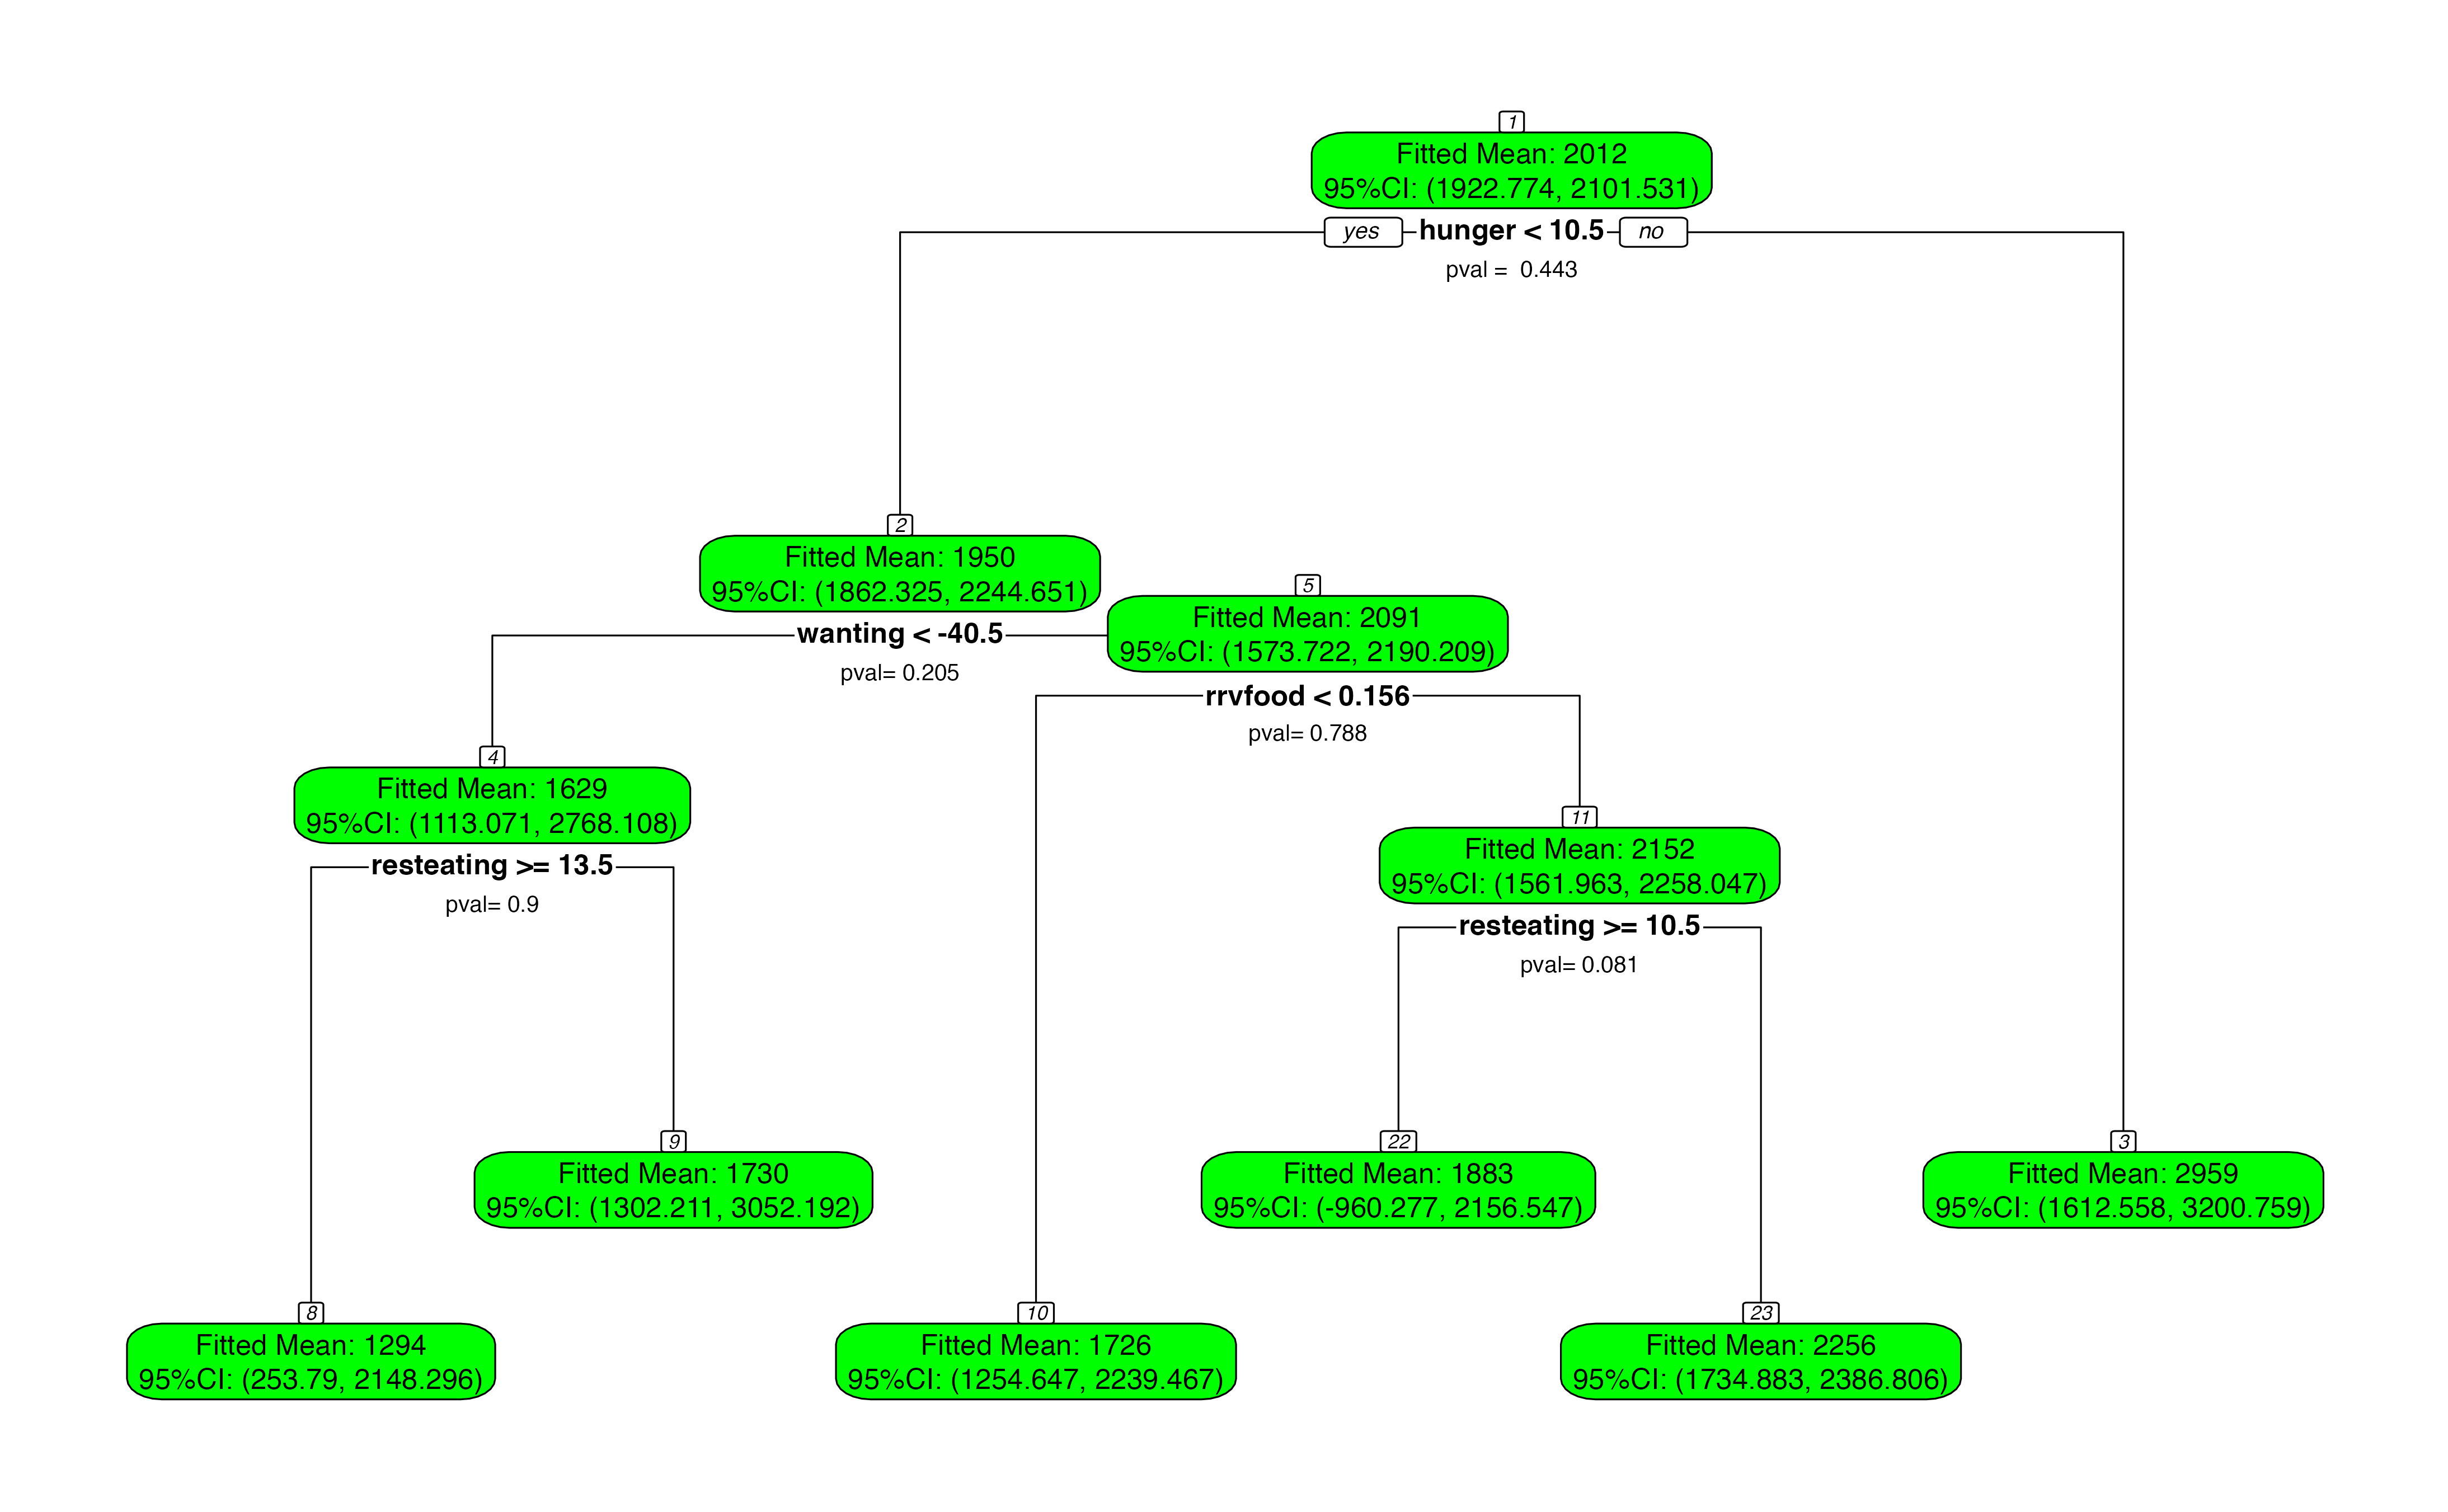 1
Fitted Mean: 2012
95%CI: (1922.774, 2101.531)
yes hunger < 10.5 no
pval = 0.443
2
Fitted Mean: 1950
95%CI: (1862.325, 2244.651)
wanting < -40.5
pval= 0.205
5
Fitted Mean: 2091
95%CI: (1573.722, 2190.209)
rrvfood < 0.156
pval= 0.788
4
Fitted Mean: 1629
95%CI: (1113.071, 2768.108)
resteating >= 13.5
pval= 0.9
11
Fitted Mean: 2152
95%CI: (1561.963, 2258.047)
resteating >= 10.5
pval= 0.081
9
Fitted Mean: 1730
95%CI: (1302.211, 3052.192)
22
Fitted Mean: 1883
95%CI: (-960.277, 2156.547)
3
Fitted Mean: 2959
95%CI: (1612.558, 3200.759)
8
Fitted Mean: 1294
95%CI: (253.79, 2148.296)
10
Fitted Mean: 1726
95%CI: (1254.647, 2239.467)
23
Fitted Mean: 2256
95%CI: (1734.883, 2386.806)